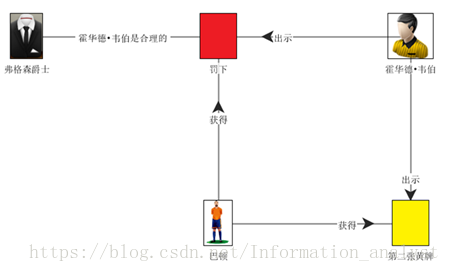 霍华德•韦伯是合理的
出示
弗格森爵士
罚下
霍华德•韦伯
获得
出示
获得
巴顿
第二张黄牌
https://blog.csdn.net/Information_analyst